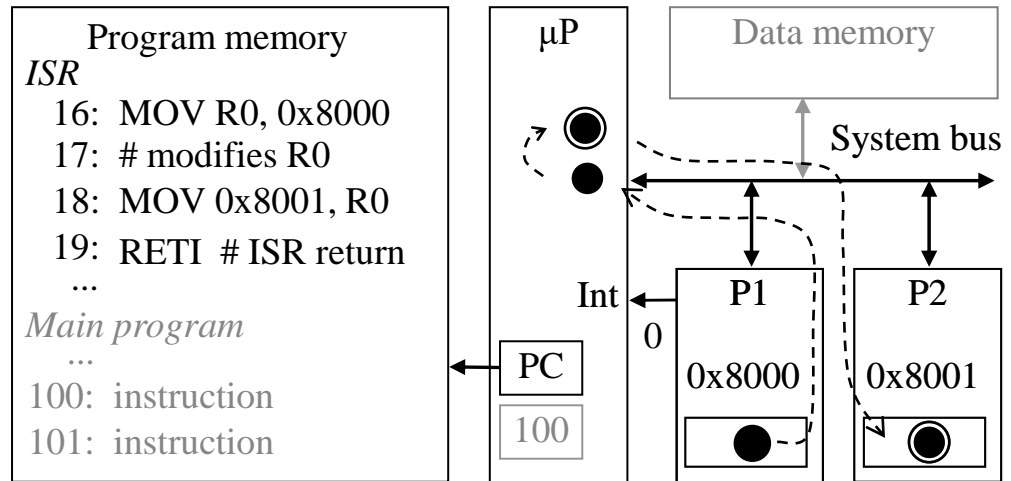 Program memory
ISR
16: MOV R0, 0x8000
17: # modifies R0
18: MOV 0x8001, R0
19: RETI # ISR return
...
Main program
...
100: instruction
101: instruction
μP
Int
PC
100
Data memory
System bus
0
P1
0x8000
P2
0x8001